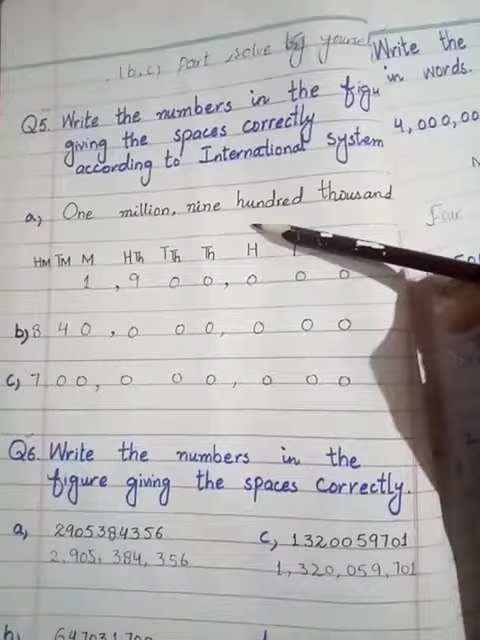 (b.c) Part solve by yourself
Q5. Write the numbers in the figu
giving the spaces correctly
according to International system
a) One million, nine hundred thousand
HM TM M HTh TTh Th H
1 , 9 0 0 , 0 0 0
b) 8 4 0 , 0 0 0 , 0 0 0
c) 7 0 0 , 0 0 0 , 0 0 0
Q6. Write the numbers in the
figure giving the spaces correctly.
a) 2905384356
2,905, 384, 356
c) 1320059701
1, 320, 059, 701
Write the
in words.
4,000,00
four